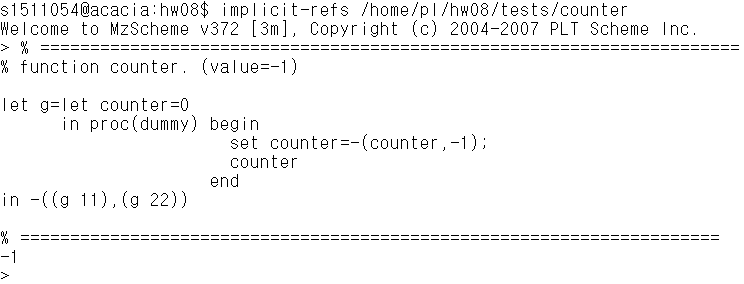 s1511054@acacia:hw08$ implicit-refs /home/pl/hw08/tests/counter
Welcome to MzScheme v372 [3m], Copyright (c) 2004-2007 PLT Scheme Inc.
> % ======================================================================
% function counter. (value=-1)
let g=let counter=0
      in proc(dummy) begin
                       set counter=-(counter,-1);
                       counter
                     end
in -((g 11),(g 22))
% ======================================================================
-1
>